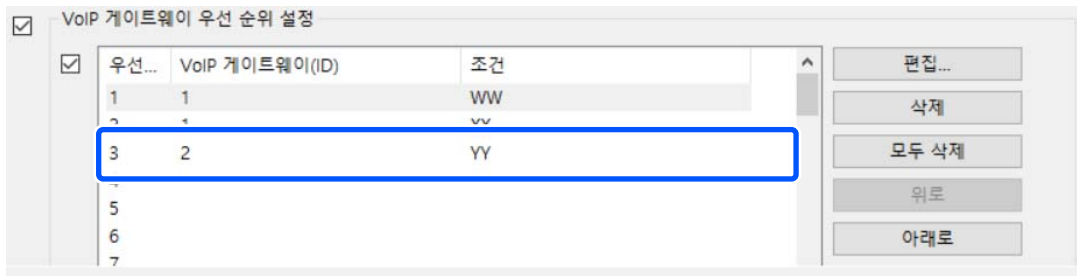 VoIP 게이트웨이 우선 순위 설정
우선... VoIP 게이트웨이(ID) 조건
1 1 WW
3 2 YY
5
6
7
편집...
삭제
모두 삭제
위로
아래로